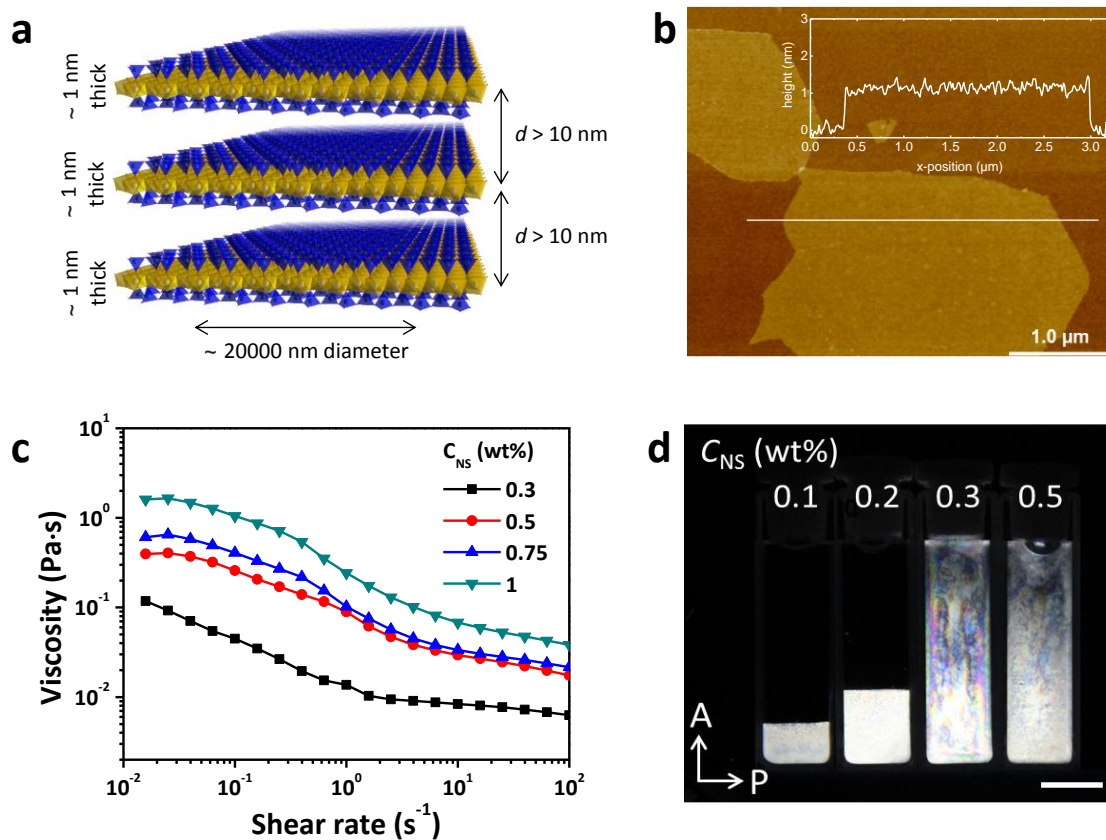 a
~ 1 nm
thick
~ 1 nm
thick
~ 1 nm
thick
d > 10 nm
d > 10 nm
~ 20000 nm diameter
b
height (nm)
3
2
1
0
0.0 0.5 1.0 1.5 2.0 2.5 3.0
x-position (µm)
1.0 µm
c
Viscosity (Pa·s)
10¹
10⁰
10⁻¹
10⁻²
10⁻² 10⁻¹ 10⁰ 10¹ 10²
Shear rate (s⁻¹)
C_NS (wt%)
0.3
0.5
0.75
1
d
C_NS (wt%)
0.1 0.2 0.3 0.5
A
P